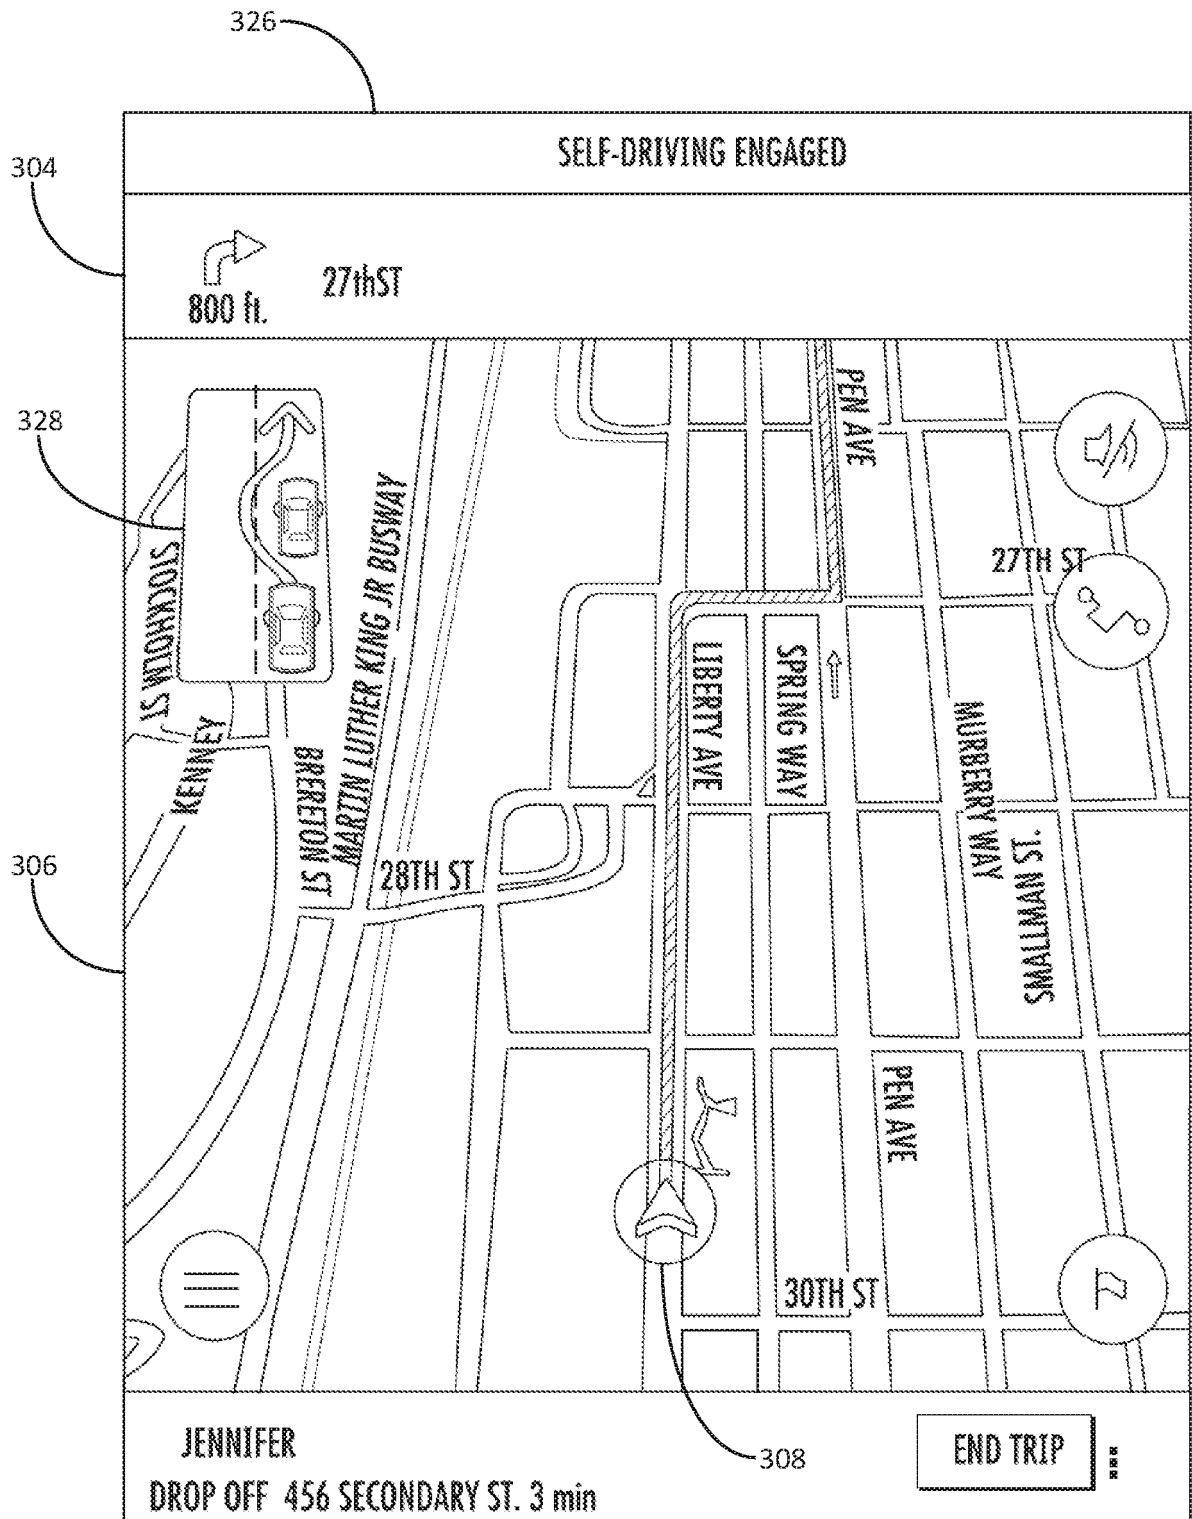 326
SELF-DRIVING ENGAGED
304
800 ft.
27thST
328
PEN AVE
27TH ST
STOCKHOLM ST
MARTIN LUTHER KING JR BUSWAY
LIBERTY AVE
SPRING WAY
KENNEY
BRERETON ST
MURBERRY WAY
28TH ST
SMALLMAN ST.
306
PEN AVE
30TH ST
308
JENNIFER
END TRIP
DROP OFF 456 SECONDARY ST. 3 min